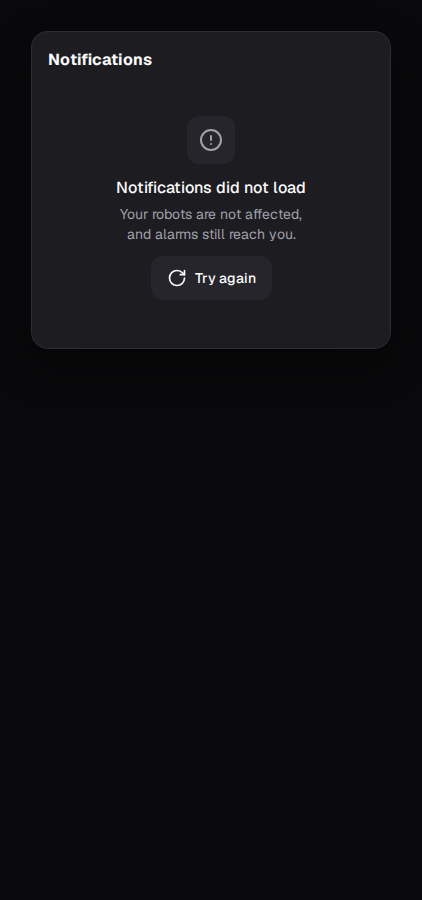 Notifications
Notifications did not load
Your robots are not affected,
and alarms still reach you.
Try again